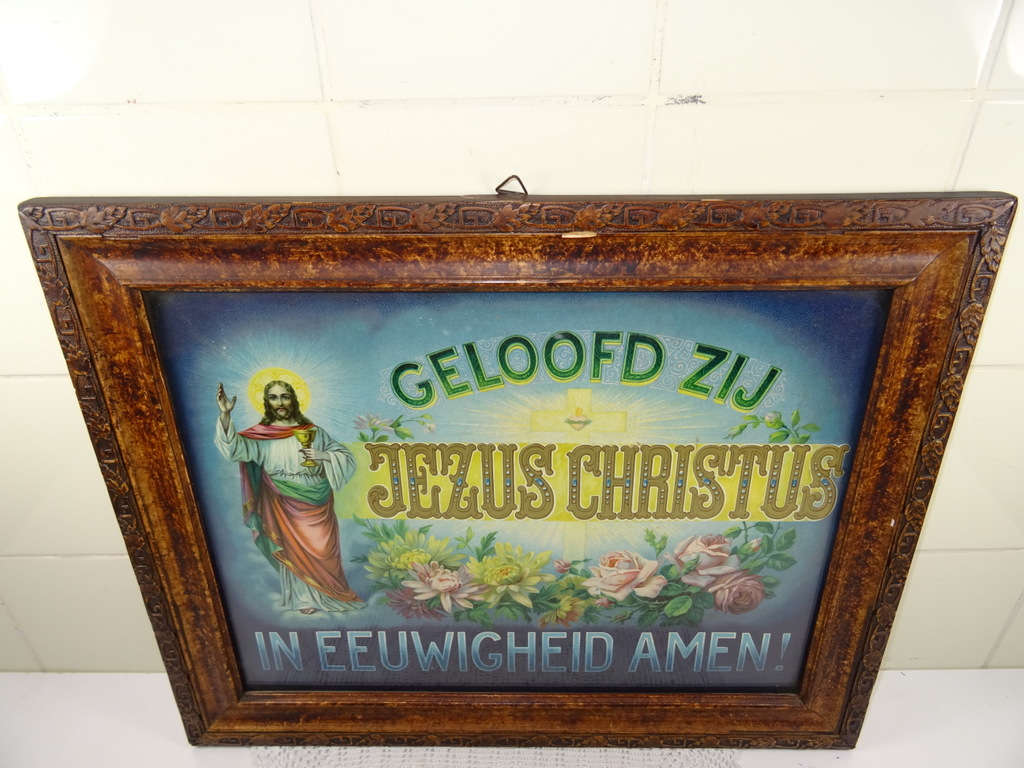 GELOOFD ZIJ
JEZUS CHRISTUS
IN EEUWIGHEID AMEN!